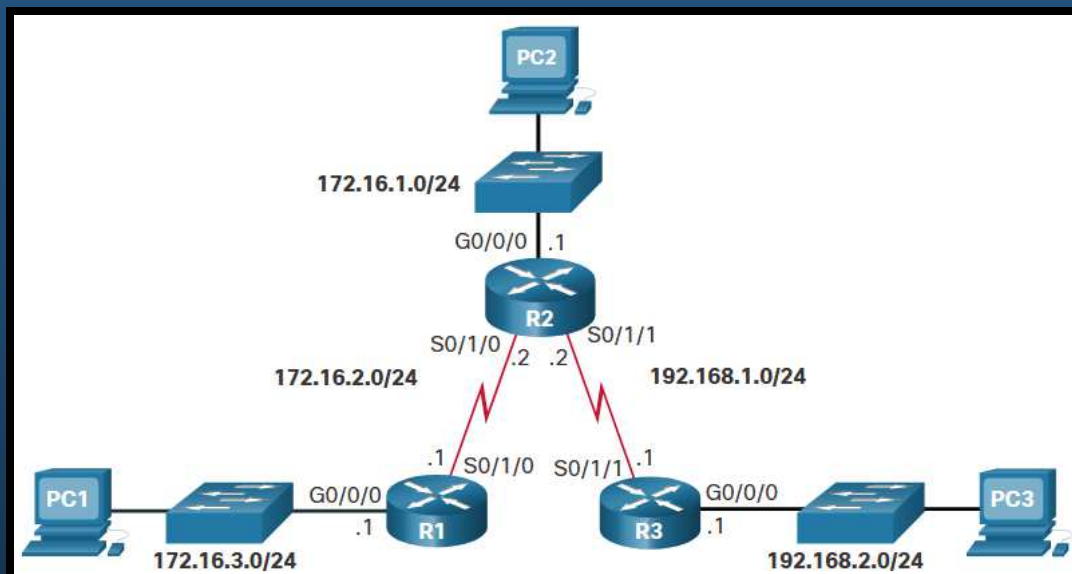 PC2
172.16.1.0/24
G0/0/0 .1
R2
S0/1/0 S0/1/1
.2 .2
172.16.2.0/24 192.168.1.0/24
.1 S0/1/0 S0/1/1 .1
PC1 G0/0/0 G0/0/0 PC3
.1 R1 R3 .1
172.16.3.0/24 192.168.2.0/24